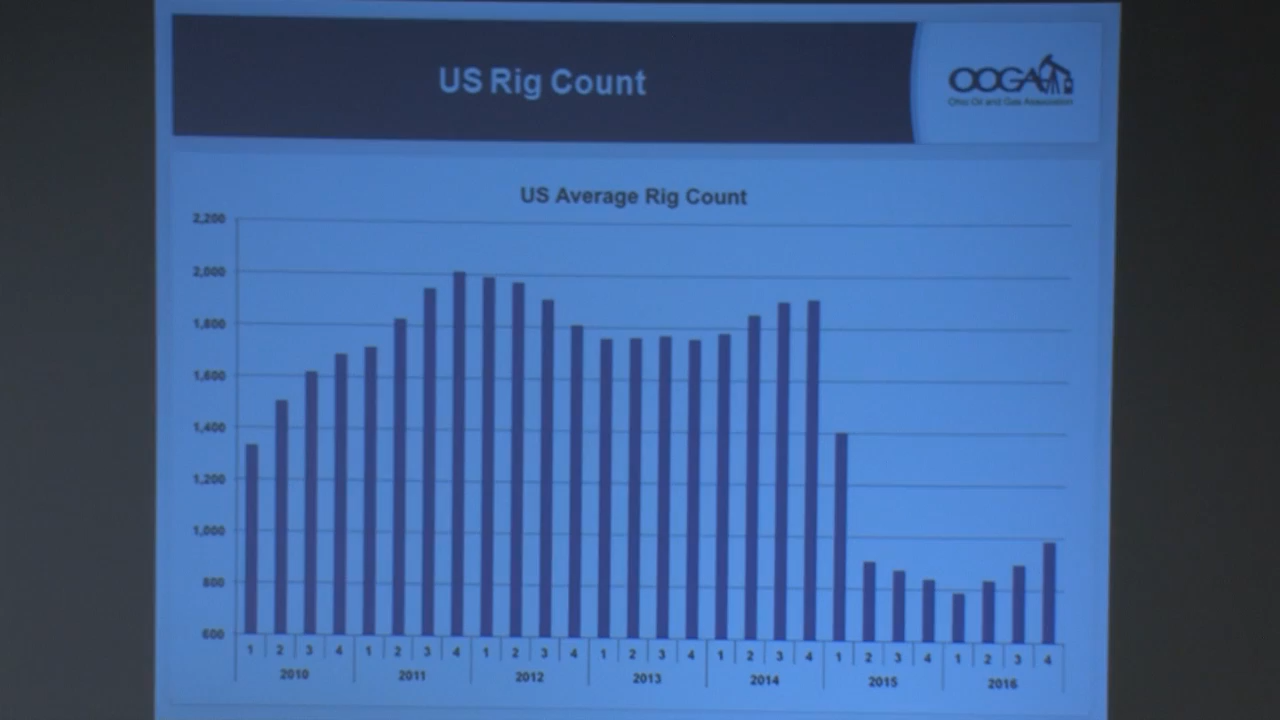 US Rig Count
OOGA
Ohio Oil and Gas Association
US Average Rig Count
2,200
2,000
1,800
1,600
1,400
1,200
1,000
800
600
1 2 3 4 1 2 3 4 1 2 3 4 1 2 3 4 1 2 3 4 1 2 3 4 1 2 3 4
2010 2011 2012 2013 2014 2015 2016